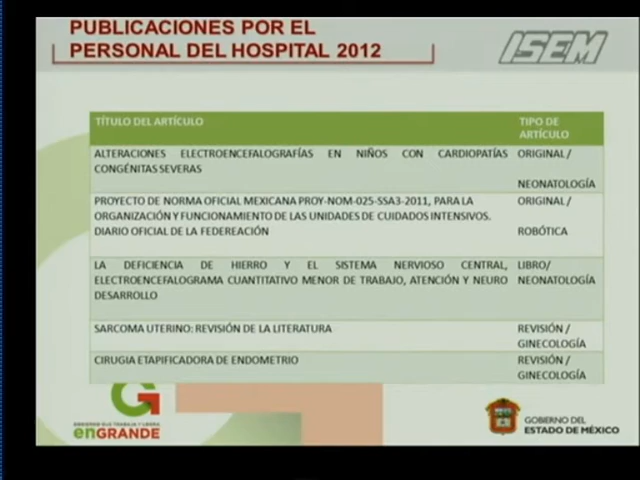 PUBLICACIONES POR EL
PERSONAL DEL HOSPITAL 2012
ISEM
TÍTULO DEL ARTÍCULO
TIPO DE
ARTÍCULO
ALTERACIONES ELECTROENCEFALOGRAFÍAS EN NIÑOS CON CARDIOPATÍAS
CONGÉNITAS SEVERAS
ORIGINAL /
NEONATOLOGÍA
PROYECTO DE NORMA OFICIAL MEXICANA PROY-NOM-025-SSA3-2011, PARA LA
ORGANIZACIÓN Y FUNCIONAMIENTO DE LAS UNIDADES DE CUIDADOS INTENSIVOS.
DIARIO OFICIAL DE LA FEDEREACIÓN
ORIGINAL /
ROBÓTICA
LA DEFICIENCIA DE HIERRO Y EL SISTEMA NERVIOSO CENTRAL,
ELECTROENCEFALOGRAMA CUANTITATIVO MENOR DE TRABAJO, ATENCIÓN Y NEURO
DESARROLLO
LIBRO/
NEONATOLOGÍA
SARCOMA UTERINO: REVISIÓN DE LA LITERATURA
REVISIÓN /
GINECOLOGÍA
CIRUGIA ETAPIFICADORA DE ENDOMETRIO
REVISIÓN /
GINECOLOGÍA
GOBIERNO QUE TRABAJA Y LOGRA
enGRANDE
GOBIERNO DEL
ESTADO DE MÉXICO